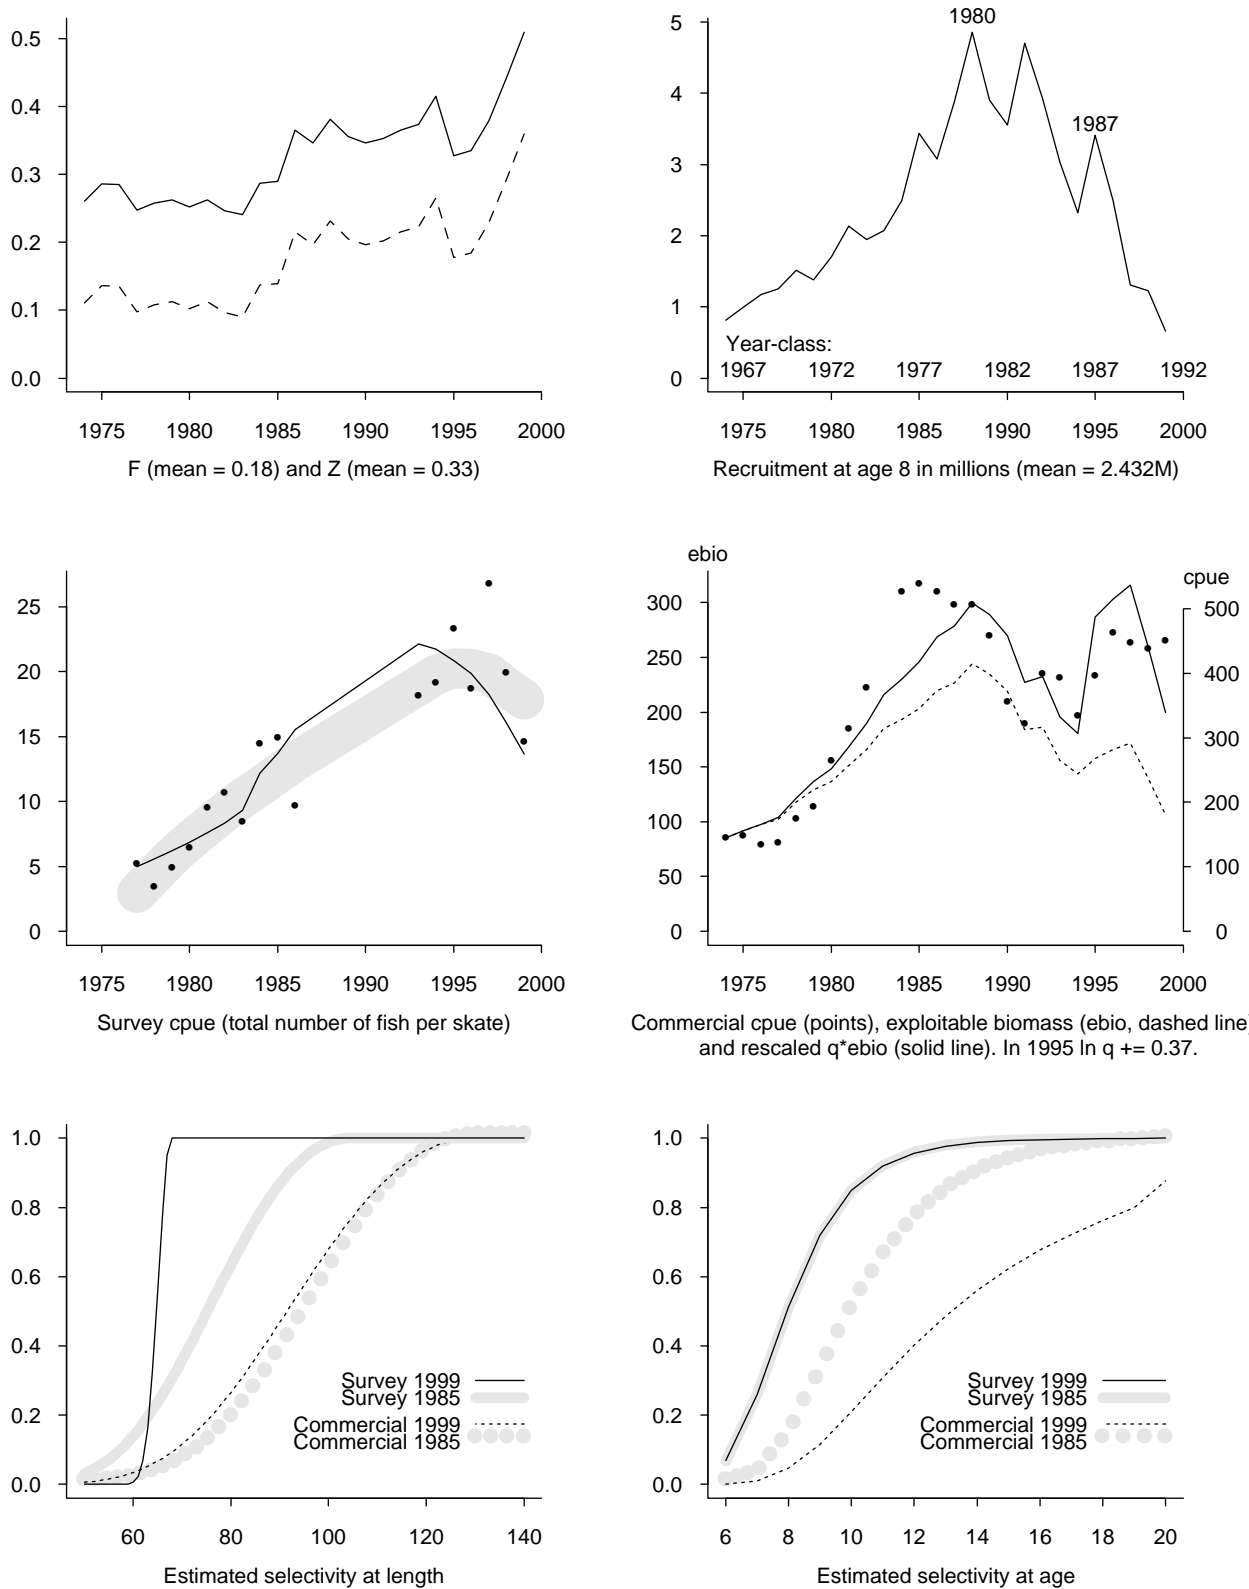 0.5
0.4
0.3
0.2
0.1
0.0
1975 1980 1985 1990 1995 2000
F (mean = 0.18) and Z (mean = 0.33)
5
4
3
2
1
0
1980
1987
Year-class:
1967 1972 1977 1982 1987 1992
1975 1980 1985 1990 1995 2000
Recruitment at age 8 in millions (mean = 2.432M)
25
20
15
10
5
0
1975 1980 1985 1990 1995 2000
Survey cpue (total number of fish per skate)
ebio
300
250
200
150
100
50
0
cpue
500
400
300
200
100
0
1975 1980 1985 1990 1995 2000
Commercial cpue (points), exploitable biomass (ebio, dashed line)
and rescaled q*ebio (solid line). In 1995 ln q += 0.37.
1.0
0.8
0.6
0.4
0.2
0.0
Survey 1999
Survey 1985
Commercial 1999
Commercial 1985
60 80 100 120 140
Estimated selectivity at length
1.0
0.8
0.6
0.4
0.2
0.0
Survey 1999
Survey 1985
Commercial 1999
Commercial 1985
6 8 10 12 14 16 18 20
Estimated selectivity at age